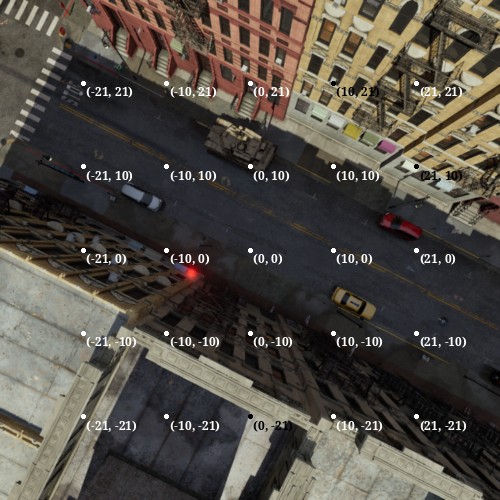 (-21, 21) (-10, 21) (0, 21) (10, 21) (21, 21)
(-21, 10) (-10, 10) (0, 10) (10, 10) (21, 10)
(-21, 0) (-10, 0) (0, 0) (10, 0) (21, 0)
(-21, -10) (-10, -10) (0, -10) (10, -10) (21, -10)
(-21, -21) (-10, -21) (0, -21) (10, -21) (21, -21)